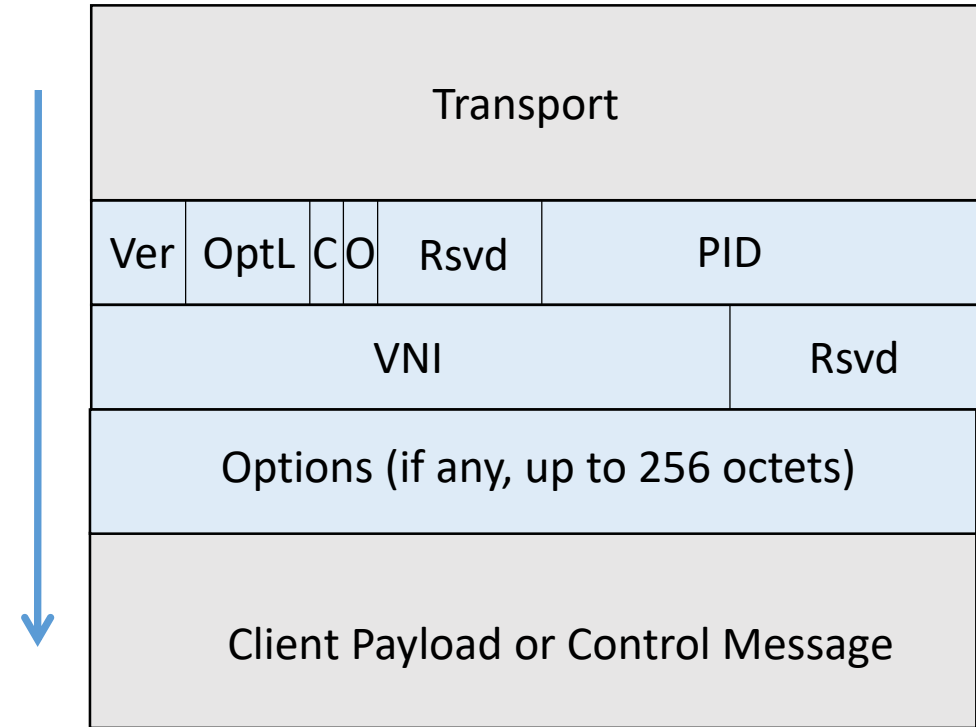 Transport
Ver OptL C O Rsvd PID
VNI Rsvd
Options (if any, up to 256 octets)
Client Payload or Control Message